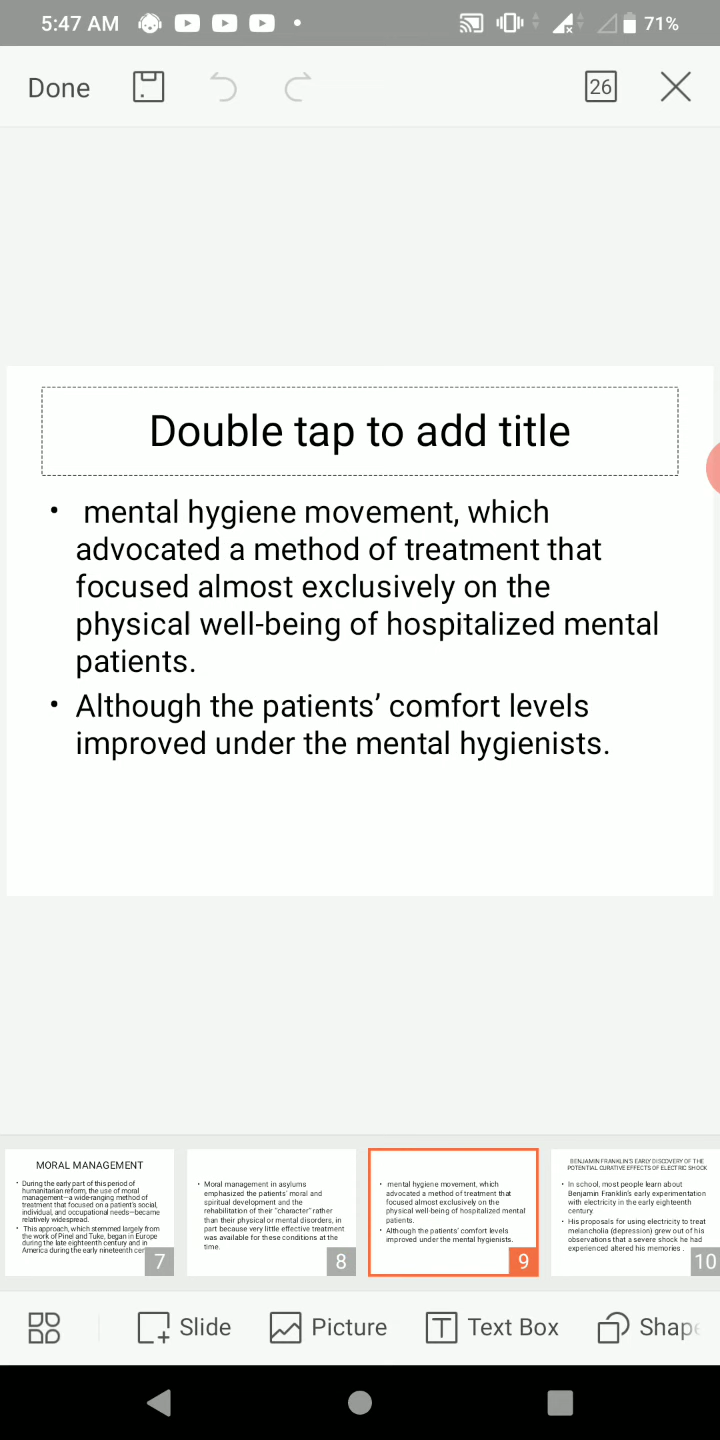 5:47 AM
71%
Done
26
Double tap to add title
• mental hygiene movement, which
advocated a method of treatment that
focused almost exclusively on the
physical well-being of hospitalized mental
patients.
• Although the patients’ comfort levels
improved under the mental hygienists.
MORAL MANAGEMENT
• During the early part of this period of
humanitarian reform, the use of moral
management—a wide-ranging method of
treatment that focused on a patient's social,
individual, and occupational needs—became
relatively widespread.
• This approach, which stemmed largely from
the work of Pinel and Tuke, began in Europe
during the late eighteenth century and in
America during the early nineteenth cen
7
• Moral management in asylums
emphasized the patients’ moral and
spiritual development and the
rehabilitation of their “character” rather
than their physical or mental disorders, in
part because very little effective treatment
was available for these conditions at the
time.
8
• mental hygiene movement, which
advocated a method of treatment that
focused almost exclusively on the
physical well-being of hospitalized mental
patients.
• Although the patients’ comfort levels
improved under the mental hygienists.
9
BENJAMIN FRANKLIN'S EARLY DISCOVERY OF THE
POTENTIAL CURATIVE EFFECTS OF ELECTRIC SHOCK
• In school, most people learn about
Benjamin Franklin's early experimentation
with electricity in the early eighteenth
century.
• His proposals for using electricity to treat
melancholia (depression) grew out of his
observations that a severe shock he had
experienced altered his memories .
10
Slide
Picture
Text Box
Shape